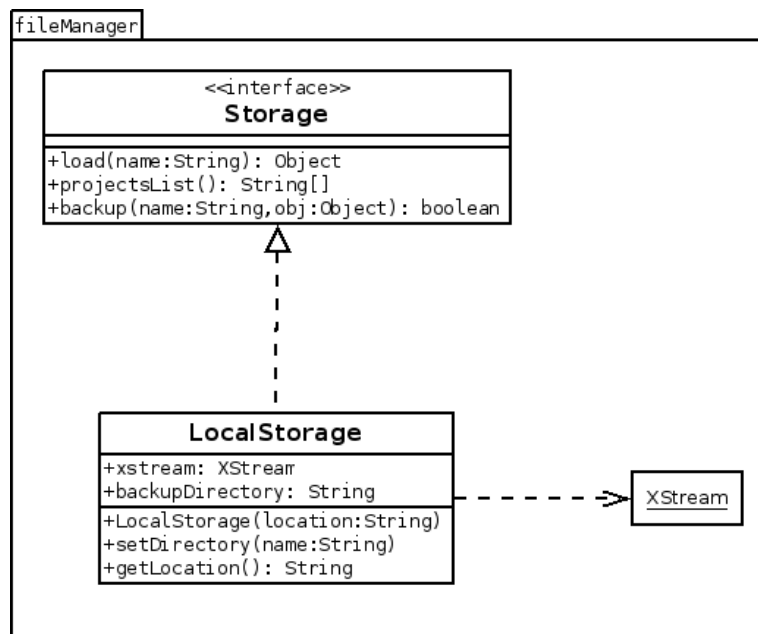 fileManager
<<interface>>
Storage
+load(name:String): Object
+projectsList(): String[]
+backup(name:String,obj:Object): boolean
LocalStorage
+xstream: XStream
+backupDirectory: String
XStream
+LocalStorage(location:String)
+setDirectory(name:String)
+getLocation(): String